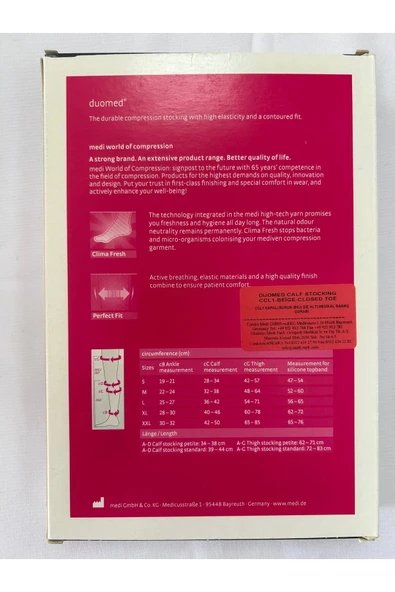 duomed®
The durable compression stocking with high elasticity and a contoured fit.
medi world of compression
A strong brand. An extensive product range. Better quality of life.
medi World of Compression: signpost to the future with 65 years' competence in
the field of compression. Products for the highest demands on quality, innovation
and design. Put your trust in first-class finishing and special comfort in wear, and
actively enhance your well-being!
The technology integrated in the medi high-tech yarn promises
you freshness and hygiene all day long. The natural odour
neutrality remains permanently. Clima Fresh stops bacteria
and micro-organisms colonising your mediven compression
garment.
Clima Fresh
Active breathing, elastic materials and a high quality finish
combine to ensure patient comfort
Perfect Fit
DUOMED CALF STOCKING
CCL1-BEIGE-CLOSED TOE
circumference (cm)
Sizes cB Ankle measurement cC Calf measurement cG Thigh measurement Measurement for silicone topband
S 19 – 21 28 – 34 42 – 57 47 – 54
M 22 – 24 32 – 38 48 – 64 52 – 60
L 25 – 27 36 – 42 54 – 71 56 – 65
XL 28 – 30 40 – 46 60 – 78 62 – 72
XXL 30 – 32 42 – 50 65 – 85 65 – 76
Länge / Length
A-D Calf stocking petite: 34 – 38 cm A-G Thigh stocking petite: 62 – 71 cm
A-D Calf stocking standard: 39 – 44 cm A-G Thigh stocking standard: 72 – 83 cm
medi GmbH & Co. KG · Medicusstraße 1 · 95448 Bayreuth · Germany · www.medi.de